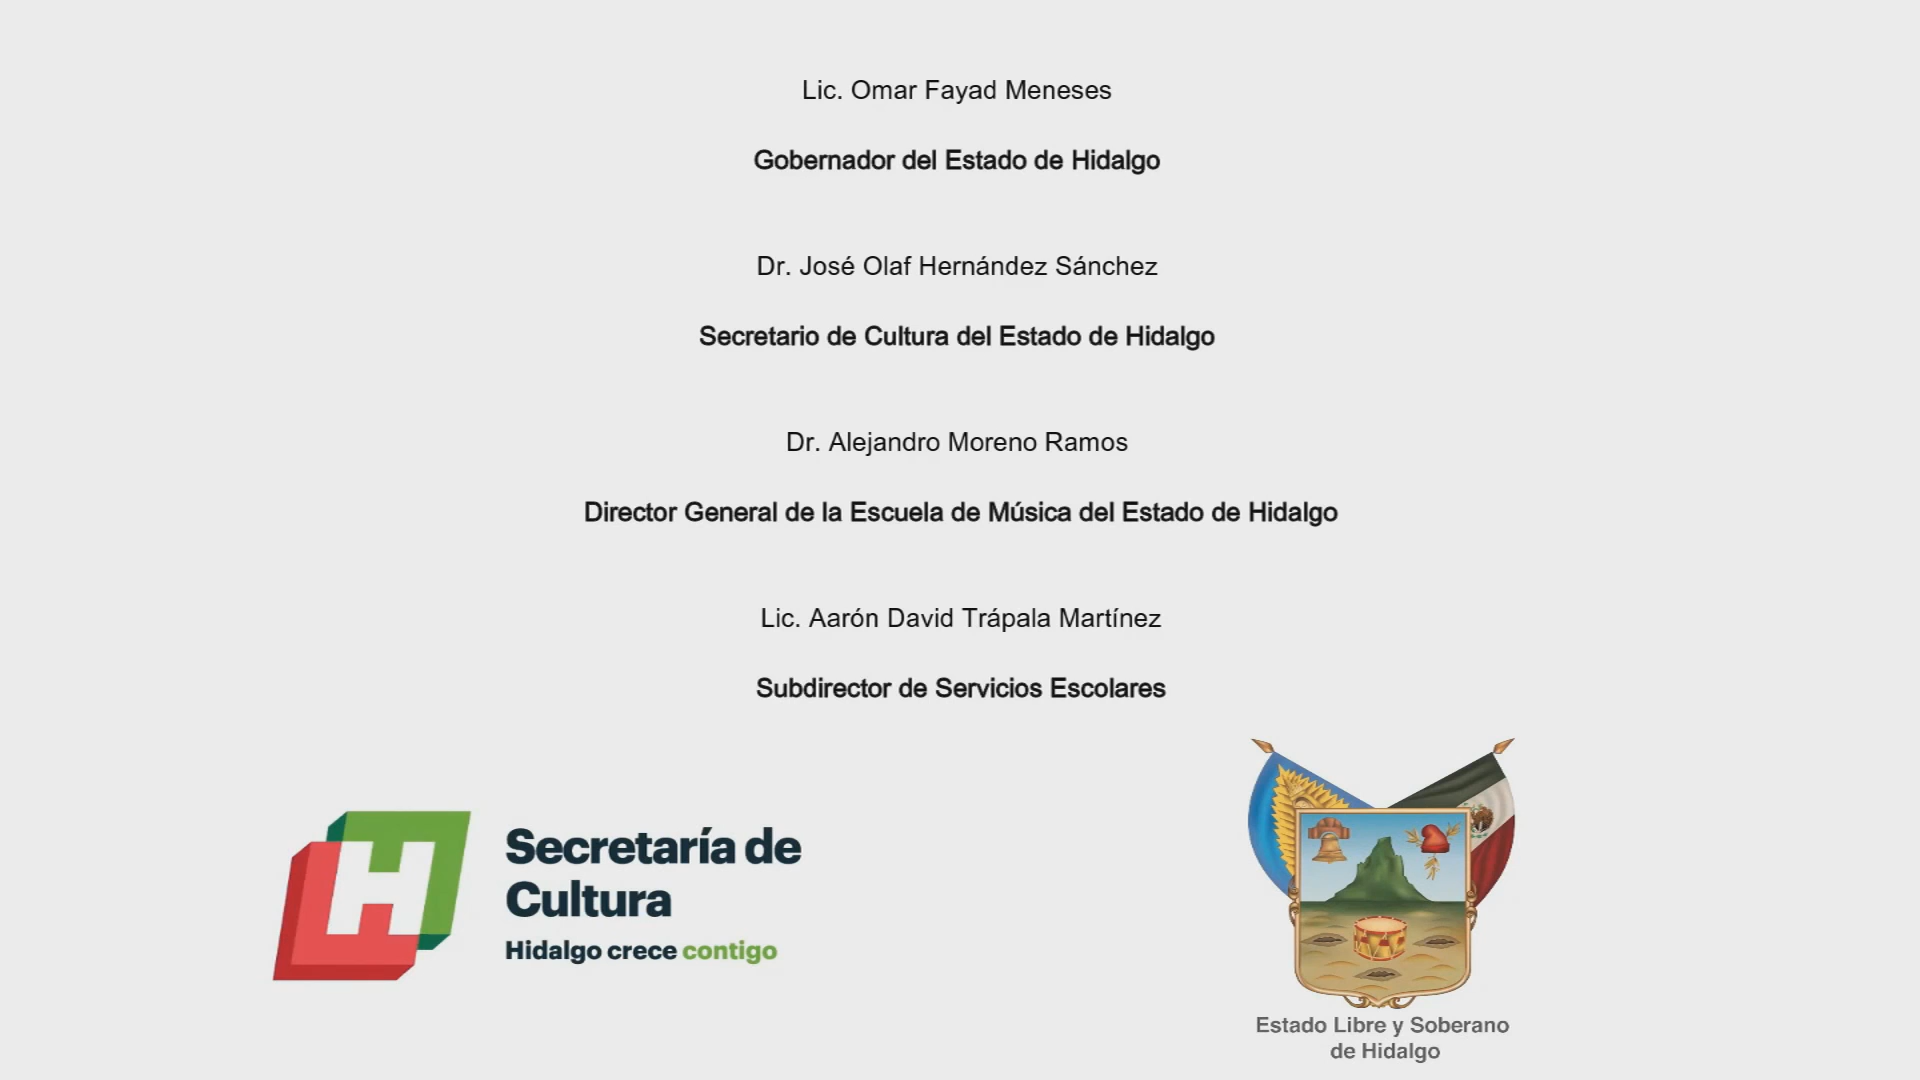 Lic. Omar Fayad Meneses
Gobernador del Estado de Hidalgo
Dr. José Olaf Hernández Sánchez
Secretario de Cultura del Estado de Hidalgo
Dr. Alejandro Moreno Ramos
Director General de la Escuela de Música del Estado de Hidalgo
Lic. Aarón David Trápala Martínez
Subdirector de Servicios Escolares
H
Secretaría de
Cultura
Hidalgo crece contigo
Estado Libre y Soberano
de Hidalgo